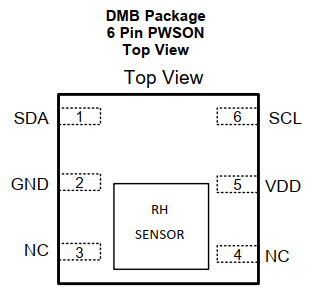 DMB Package
6 Pin PWSON
Top View
Top View
SDA 1 6 SCL
GND 2 5 VDD
RH
SENSOR
NC 3 4 NC